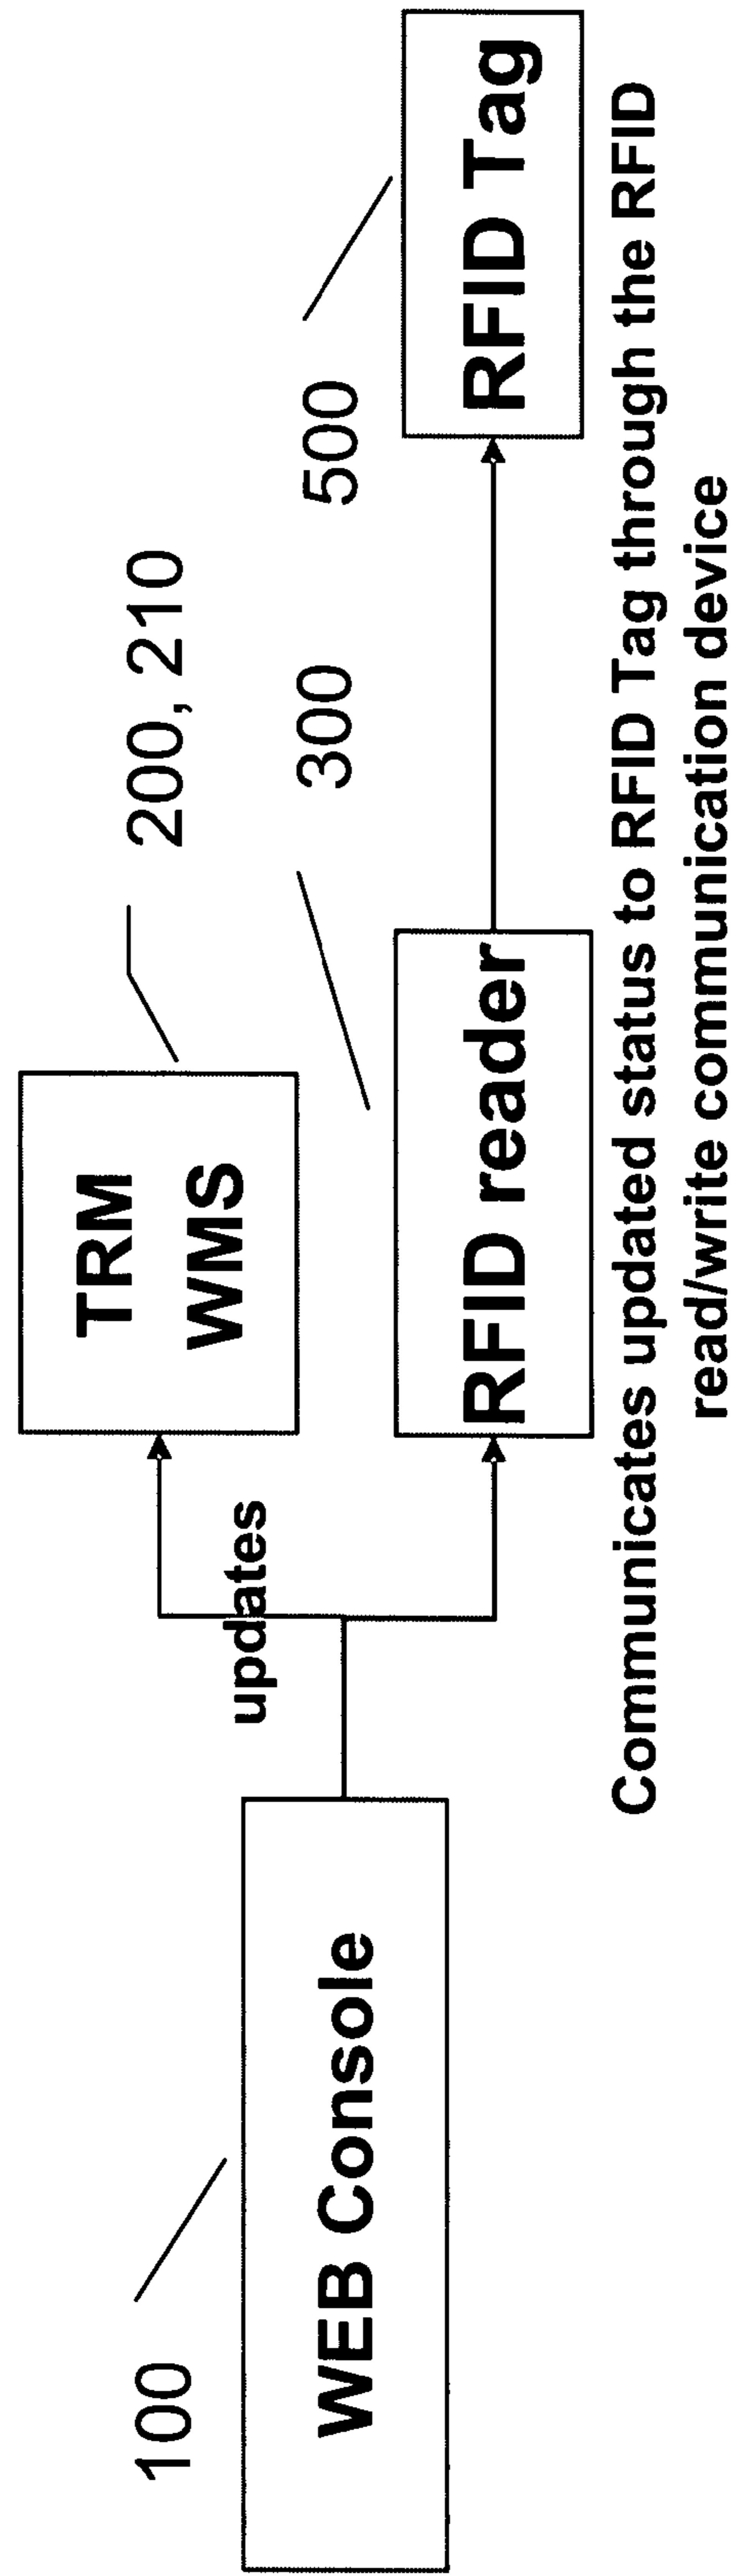 100
WEB Console
updates
TRM
WMS
200, 210
RFID reader
300
RFID Tag
500
Communicates updated status to RFID Tag through the RFID
read/write communication device